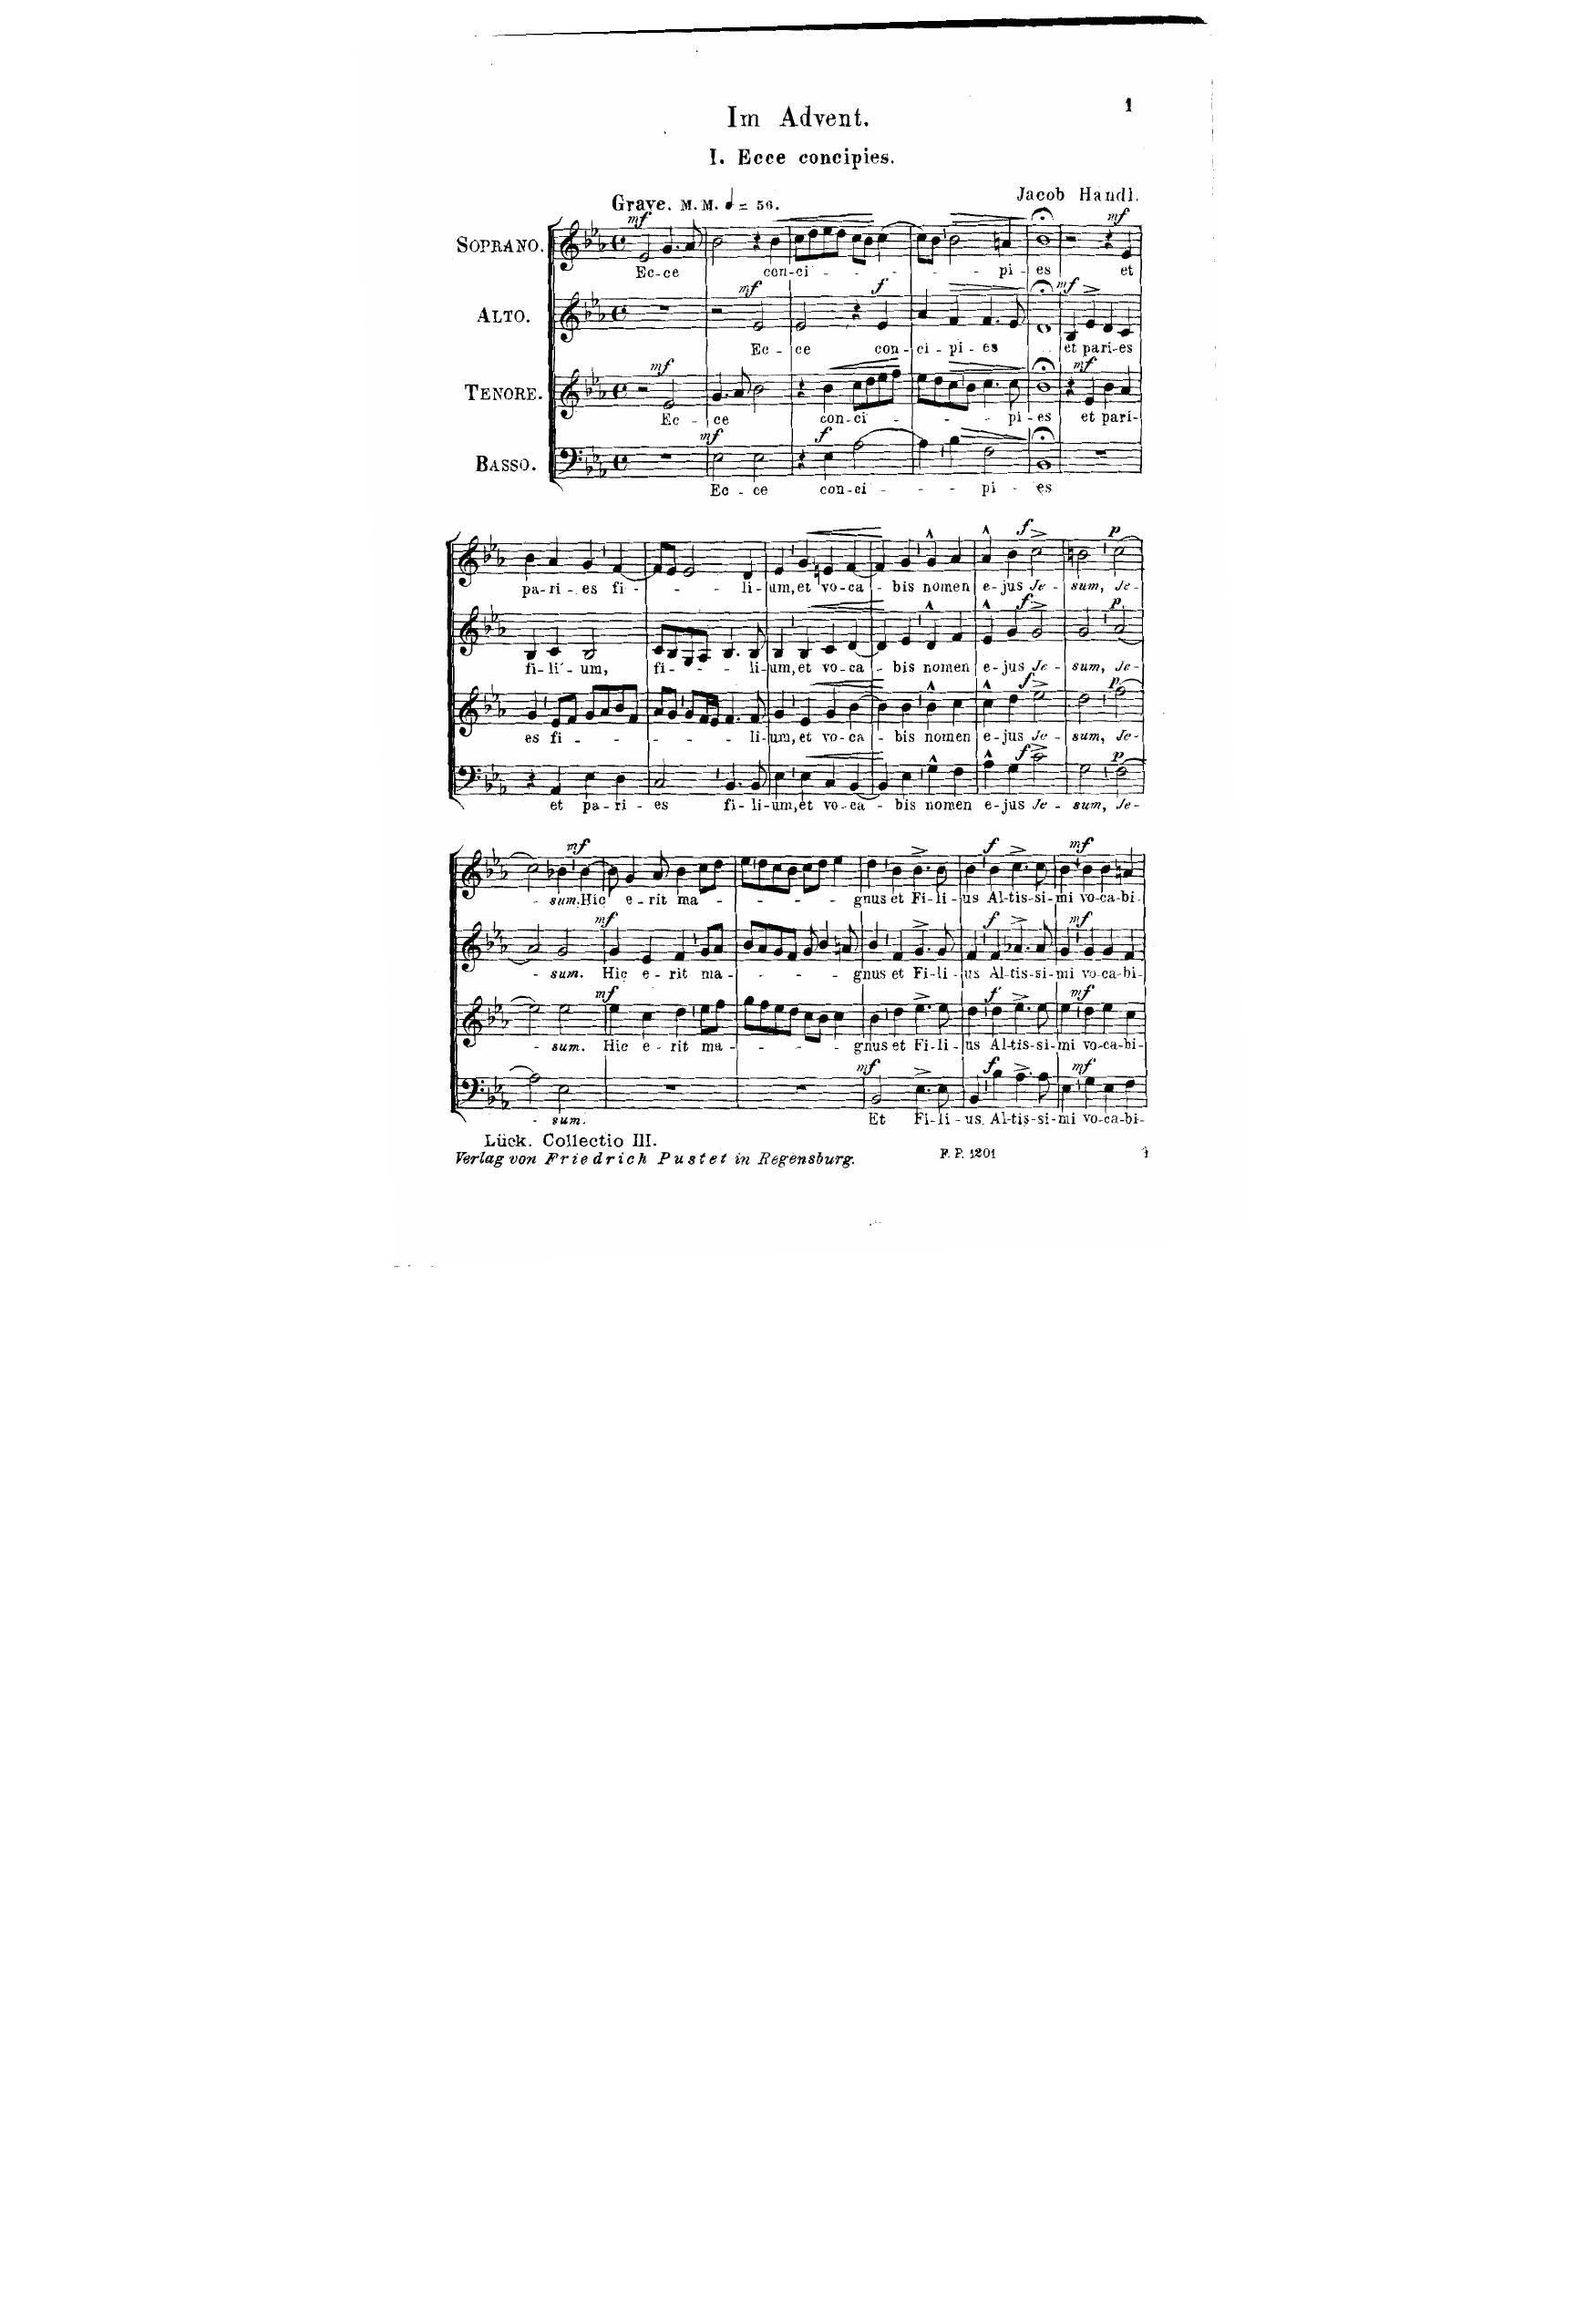 1
Im Advent.
I. Ecce concipies.
Grave. M. M. = 56.
Jacob Handl.
mf
mf
SOPRANO.
Ec-ce con-ci - - - - pi - es et
mf f mf
ALTO.
Ec - ce con - ci - pi - es et pari-es
mf mf
TENORE.
Ec - ce con-ci - - - - pi - es et pari-
mf f
BASSO.
Ec - ce con-ci - - - pi - es
f p
pa-ri - es fi - - - - li-um, et vo-ca - bis nomen e-jus Je - sum, Je-
f p
fi-li-um, fi - - - li-um, et vo-ca - bis nomen e-jus Je - sum, Je-
f p
es fi - - - - - - li-um, et vo-ca - bis nomen e-jus Je - sum, Je-
f p
et pa-ri - es fi-li-um, et vo-ca - bis nomen e-jus Je - sum, Je-
mf f mf
- sum. Hic e-rit ma - - - - - gnus et Fi-li-us Al-tis-si-mi vo-ca-bi-
mf f mf
- sum. Hic e-rit ma - - - - gnus et Fi-li-us Al-tis-si-mi vo-ca-bi-
mf f mf
- sum. Hic e-rit ma - - - - gnus et Fi-li-us Al-tis-si-mi vo-ca-bi-
mf f mf
- sum. Et Fi-li-us Al-tis-si-mi vo-ca-bi-
Lück. Collectio III.
Verlag von Friedrich Pustet in Regensburg.
F. P. 1201
1